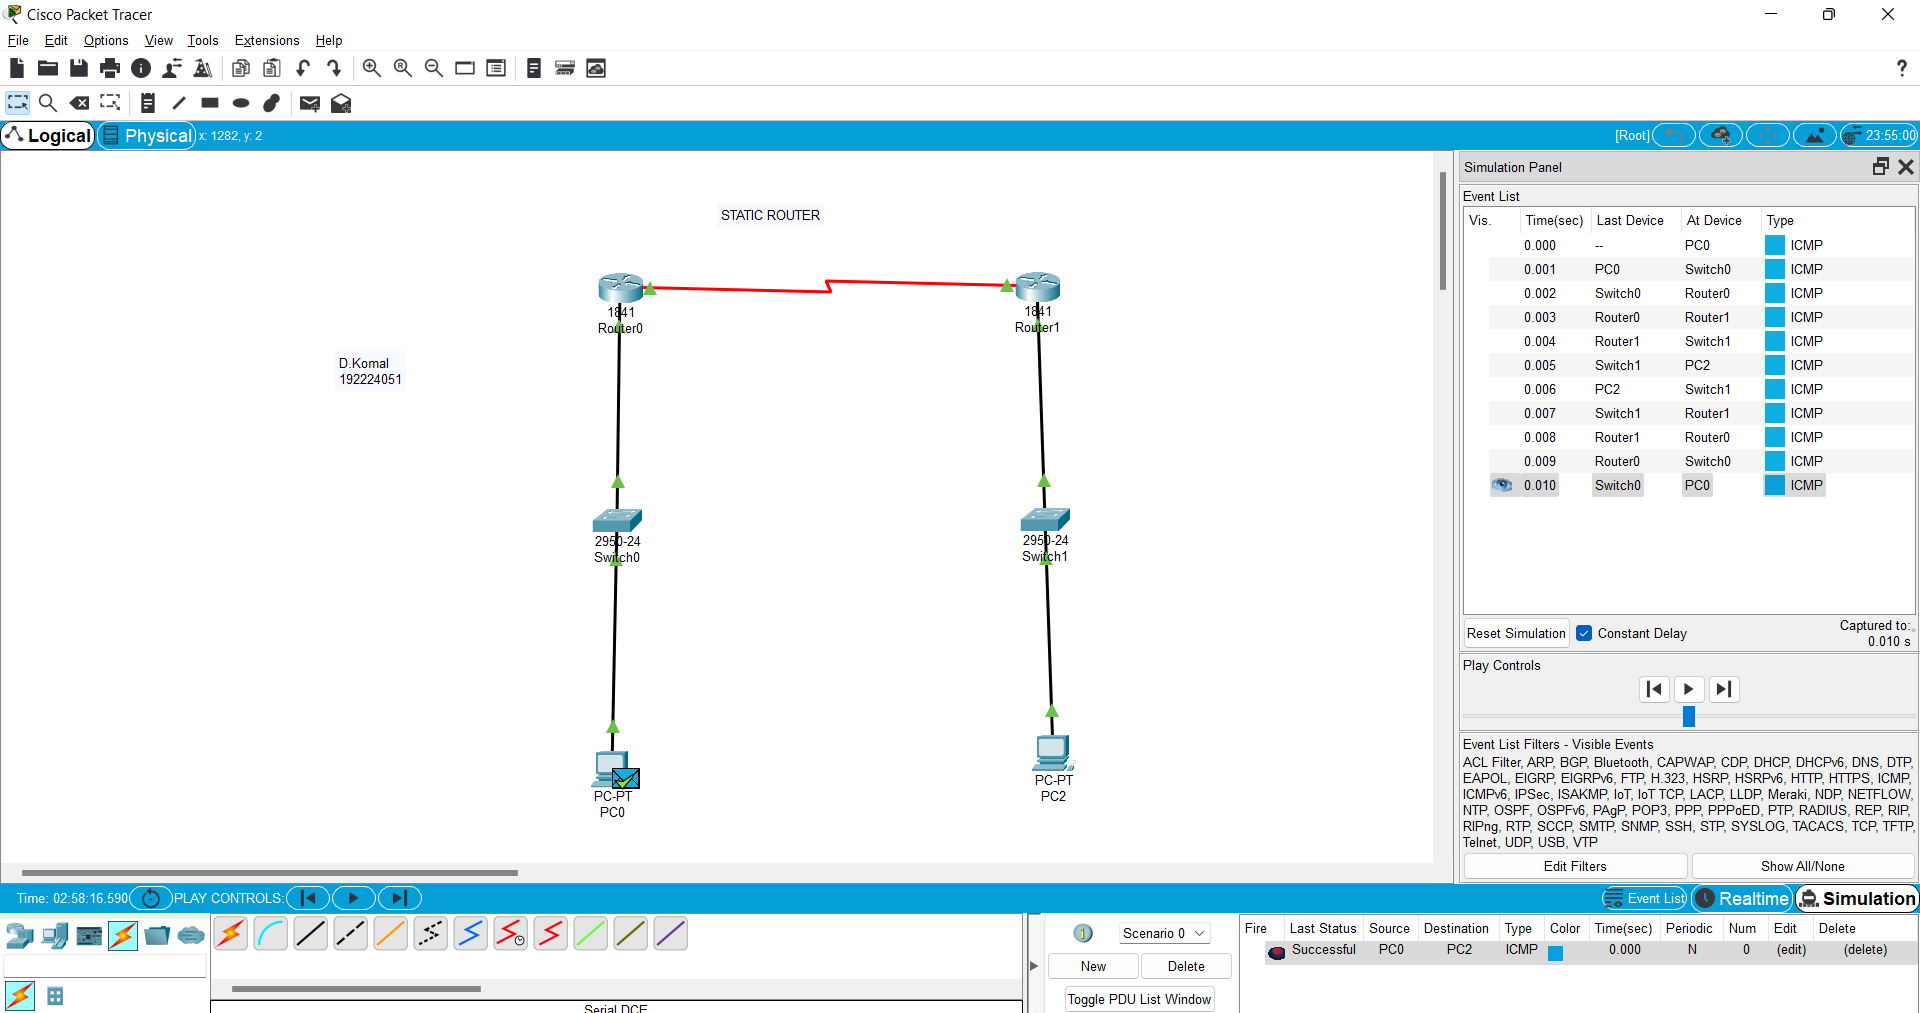 Cisco Packet Tracer
File Edit Options View Tools Extensions Help
?
Logical Physical x: 1282, y: 2 [Root] 23:55:00
STATIC ROUTER
1841
Router0
1841
Router1
D.Komal
192224051
2950-24
Switch0
2950-24
Switch1
PC-PT
PC0
PC-PT
PC2
Simulation Panel
Event List
Vis. Time(sec) Last Device At Device Type
0.000 -- PC0 ICMP
0.001 PC0 Switch0 ICMP
0.002 Switch0 Router0 ICMP
0.003 Router0 Router1 ICMP
0.004 Router1 Switch1 ICMP
0.005 Switch1 PC2 ICMP
0.006 PC2 Switch1 ICMP
0.007 Switch1 Router1 ICMP
0.008 Router1 Router0 ICMP
0.009 Router0 Switch0 ICMP
0.010 Switch0 PC0 ICMP
Reset Simulation Constant Delay Captured to:
0.010 s
Play Controls
Event List Filters - Visible Events
ACL Filter, ARP, BGP, Bluetooth, CAPWAP, CDP, DHCP, DHCPv6, DNS, DTP,
EAPOL, EIGRP, EIGRPv6, FTP, H.323, HSRP, HSRPv6, HTTP, HTTPS, ICMP,
ICMPv6, IPSec, ISAKMP, IoT, IoT TCP, LACP, LLDP, Meraki, NDP, NETFLOW,
NTP, OSPF, OSPFv6, PAgP, POP3, PPP, PPPoED, PTP, RADIUS, REP, RIP,
RIPng, RTP, SCCP, SMTP, SNMP, SSH, STP, SYSLOG, TACACS, TCP, TFTP,
Telnet, UDP, USB, VTP
Edit Filters Show All/None
Time: 02:58:16.590 PLAY CONTROLS: Event List Realtime Simulation
Serial DCE
1 Scenario 0
New Delete
Toggle PDU List Window
Fire Last Status Source Destination Type Color Time(sec) Periodic Num Edit Delete
Successful PC0 PC2 ICMP 0.000 N 0 (edit) (delete)